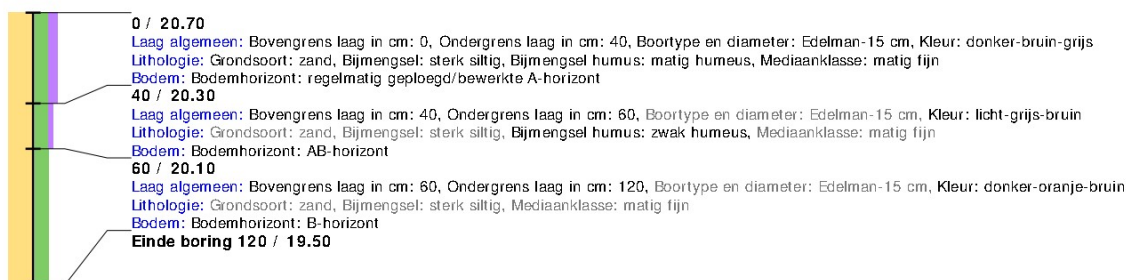 0 / 20.70
Laag algemeen: Bovengrens laag in cm: 0, Ondergrens laag in cm: 40, Boortype en diameter: Edelman-15 cm, Kleur: donker-bruin-grijs
Lithologie: Grondsoort: zand, Bijmengsel: sterk siltig, Bijmengsel humus: matig humeus, Mediaanklasse: matig fijn
Bodem: Bodemhorizont: regelmatig geploegd/bewerkte A-horizont
40 / 20.30
Laag algemeen: Bovengrens laag in cm: 40, Ondergrens laag in cm: 60, Boortype en diameter: Edelman-15 cm, Kleur: licht-grijs-bruin
Lithologie: Grondsoort: zand, Bijmengsel: sterk siltig, Bijmengsel humus: zwak humeus, Mediaanklasse: matig fijn
Bodem: Bodemhorizont: AB-horizont
60 / 20.10
Laag algemeen: Bovengrens laag in cm: 60, Ondergrens laag in cm: 120, Boortype en diameter: Edelman-15 cm, Kleur: donker-oranje-bruin
Lithologie: Grondsoort: zand, Bijmengsel: sterk siltig, Mediaanklasse: matig fijn
Bodem: Bodemhorizont: B-horizont
Einde boring 120 / 19.50